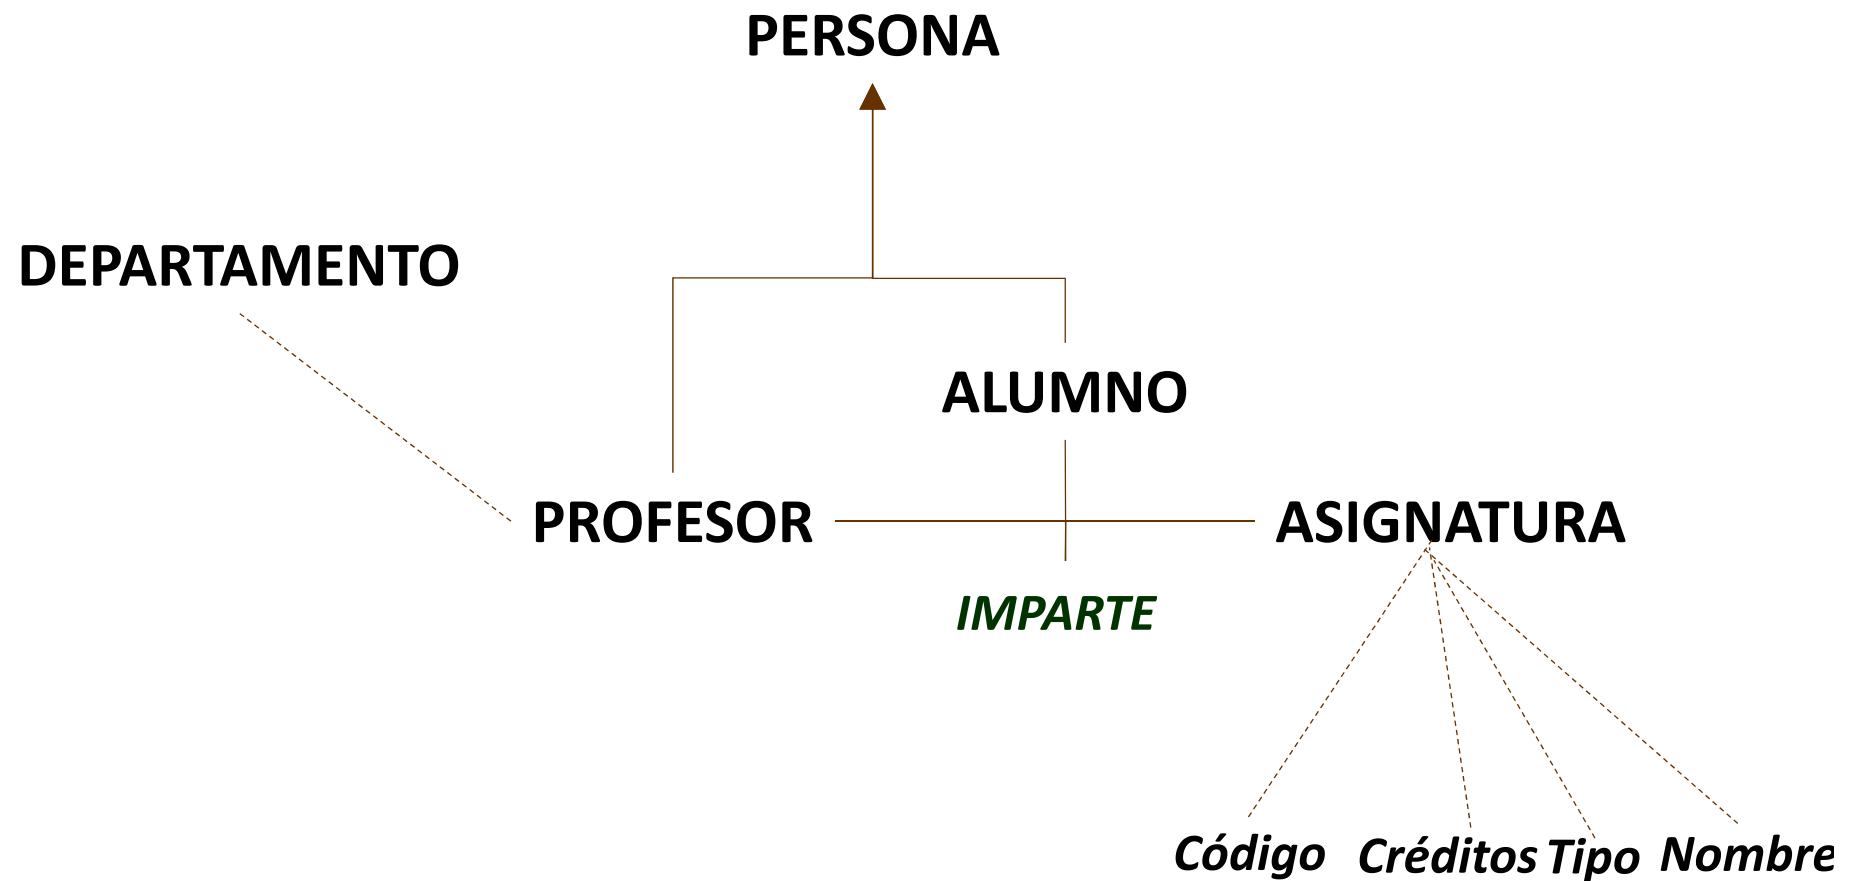 PERSONA
DEPARTAMENTO
ALUMNO
PROFESOR
ASIGNATURA
IMPARTE
Código
Créditos
Tipo
Nombre